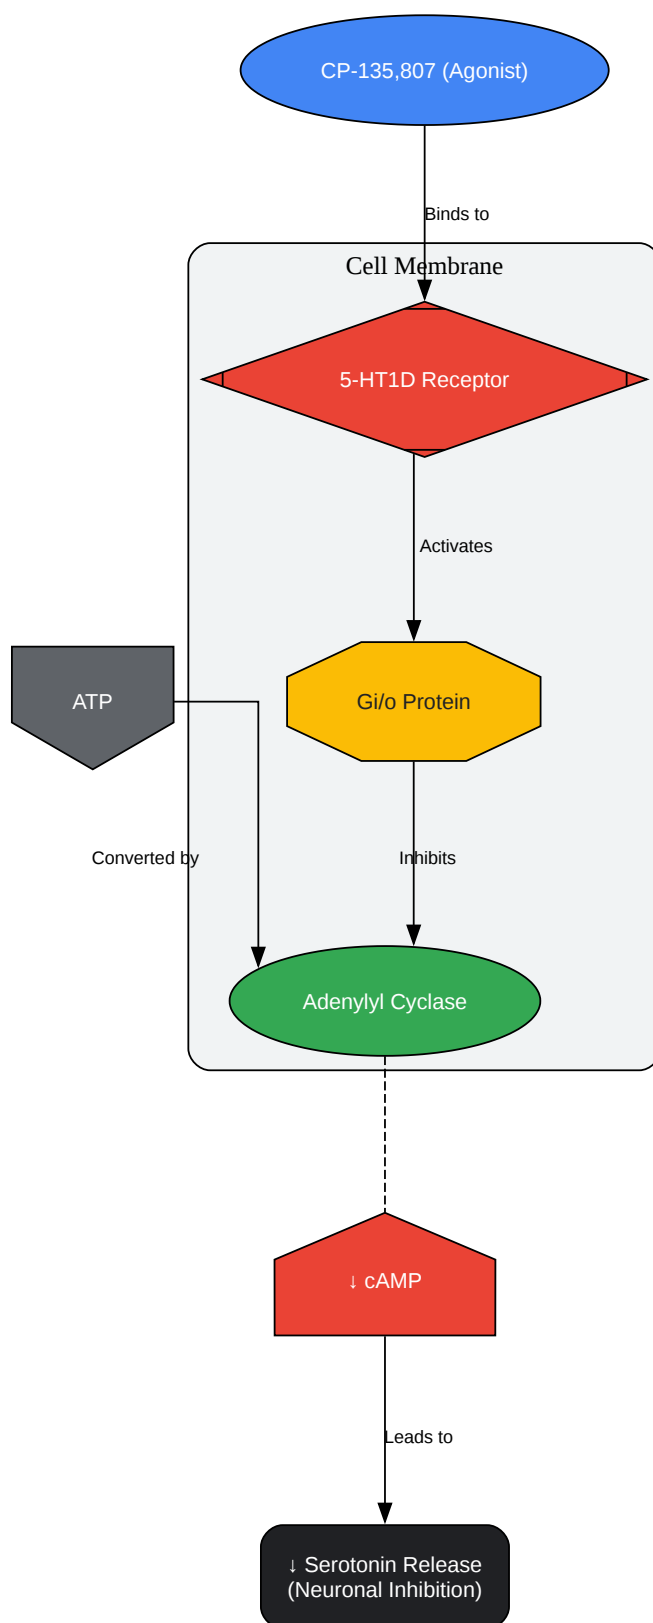 CP-135,807 (Agonist)
Binds to
Cell Membrane
5-HT1D Receptor
Activates
ATP
Gi/o Protein
Converted by
Inhibits
Adenylyl Cyclase
↓ cAMP
Leads to
↓ Serotonin Release
(Neuronal Inhibition)